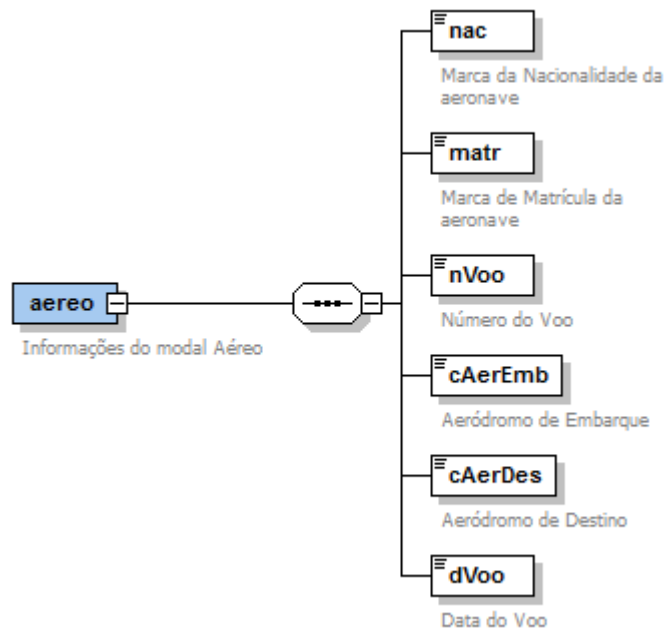 nac
Marca da Nacionalidade da
aeronave
matr
Marca de Matrícula da
aeronave
aereo
Informações do modal Aéreo
nVoo
Número do Voo
cAerEmb
Aeródromo de Embarque
cAerDes
Aeródromo de Destino
dVoo
Data do Voo